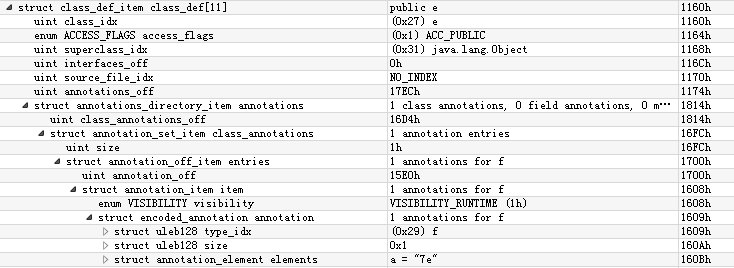 struct class_def_item class_def[11] public e 1160h
uint class_idx (0x27) e 1160h
enum ACCESS_FLAGS access_flags (0x1) ACC_PUBLIC 1164h
uint superclass_idx (0x31) java.lang.Object 1168h
uint interfaces_off 0h 116Ch
uint source_file_idx NO_INDEX 1170h
uint annotations_off 17ECh 1174h
struct annotations_directory_item annotations 1 class annotations, 0 field annotations, 0 m··· 1814h
uint class_annotations_off 16D4h 1814h
struct annotation_set_item class_annotations 1 annotation entries 16FCh
uint size 1h 16FCh
struct annotation_off_item entries 1 annotations for f 1700h
uint annotation_off 15E0h 1700h
struct annotation_item item 1 annotations for f 1608h
enum VISIBILITY visibility VISIBILITY_RUNTIME (1h) 1608h
struct encoded_annotation annotation 1 annotations for f 1609h
struct uleb128 type_idx (0x29) f 1609h
struct uleb128 size 0x1 160Ah
struct annotation_element elements a = "7e" 160Bh